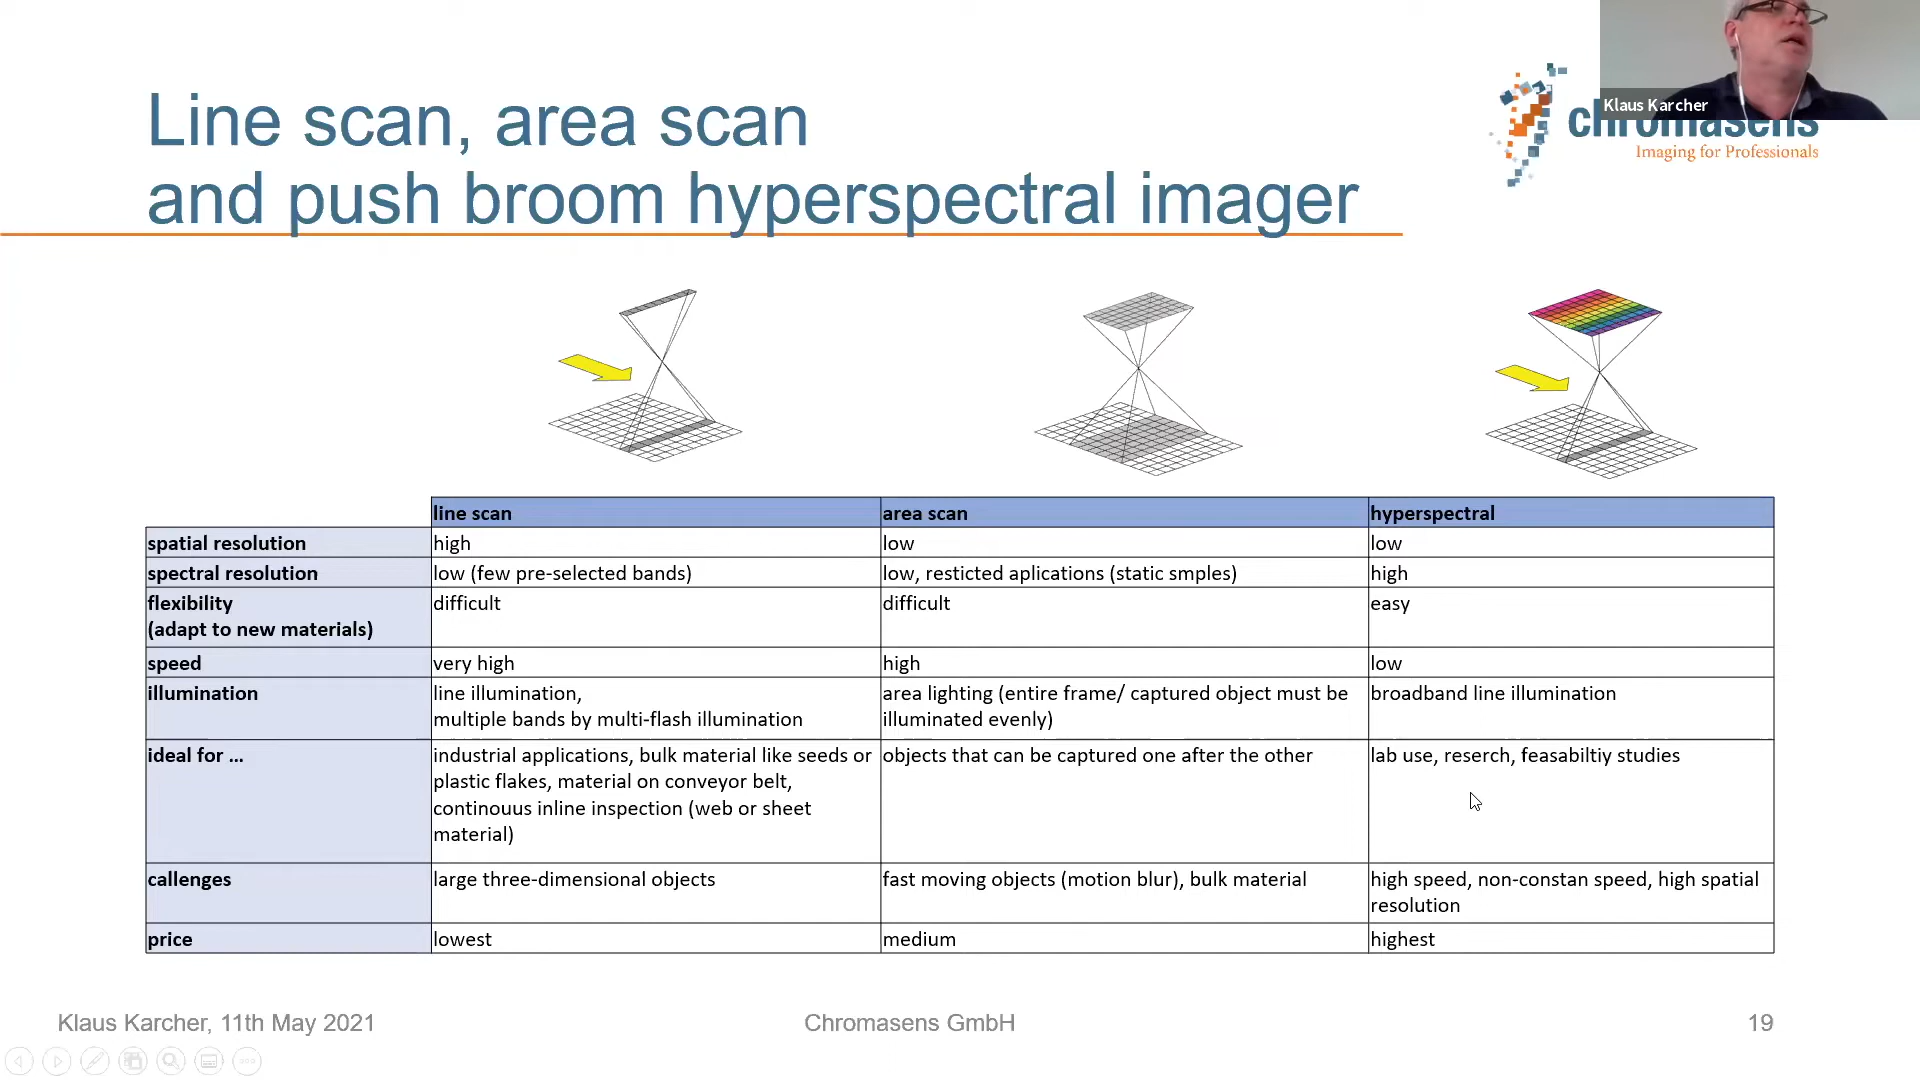 Klaus Karcher
chromasens
Imaging for Professionals
Line scan, area scan
and push broom hyperspectral imager
line scan area scan hyperspectral
spatial resolution high low low
spectral resolution low (few pre-selected bands) low, resticted aplications (static smples) high
flexibility difficult difficult easy
(adapt to new materials)
speed very high high low
illumination line illumination, area lighting (entire frame/ captured object must be broadband line illumination
multiple bands by multi-flash illumination illuminated evenly)
ideal for ... industrial applications, bulk material like seeds or objects that can be captured one after the other lab use, reserch, feasabiltiy studies
plastic flakes, material on conveyor belt,
continouus inline inspection (web or sheet
material)
callenges large three-dimensional objects fast moving objects (motion blur), bulk material high speed, non-constan speed, high spatial
resolution
price lowest medium highest
Klaus Karcher, 11th May 2021 Chromasens GmbH 19